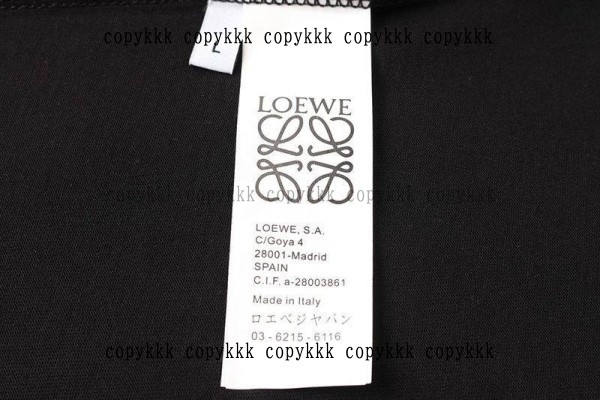 copykkk copykkk copykkk copykkk
L
LOEWE
copykkk copykkk copykkk copykkk copykkk
LOEWE, S.A.
C/Goya 4
28001-Madrid
SPAIN
C.I.F. a-28003861
Made in Italy
ロエベジャパン
03 - 6215 - 6116
copykkk copykkk copykkk copykkk copykkk